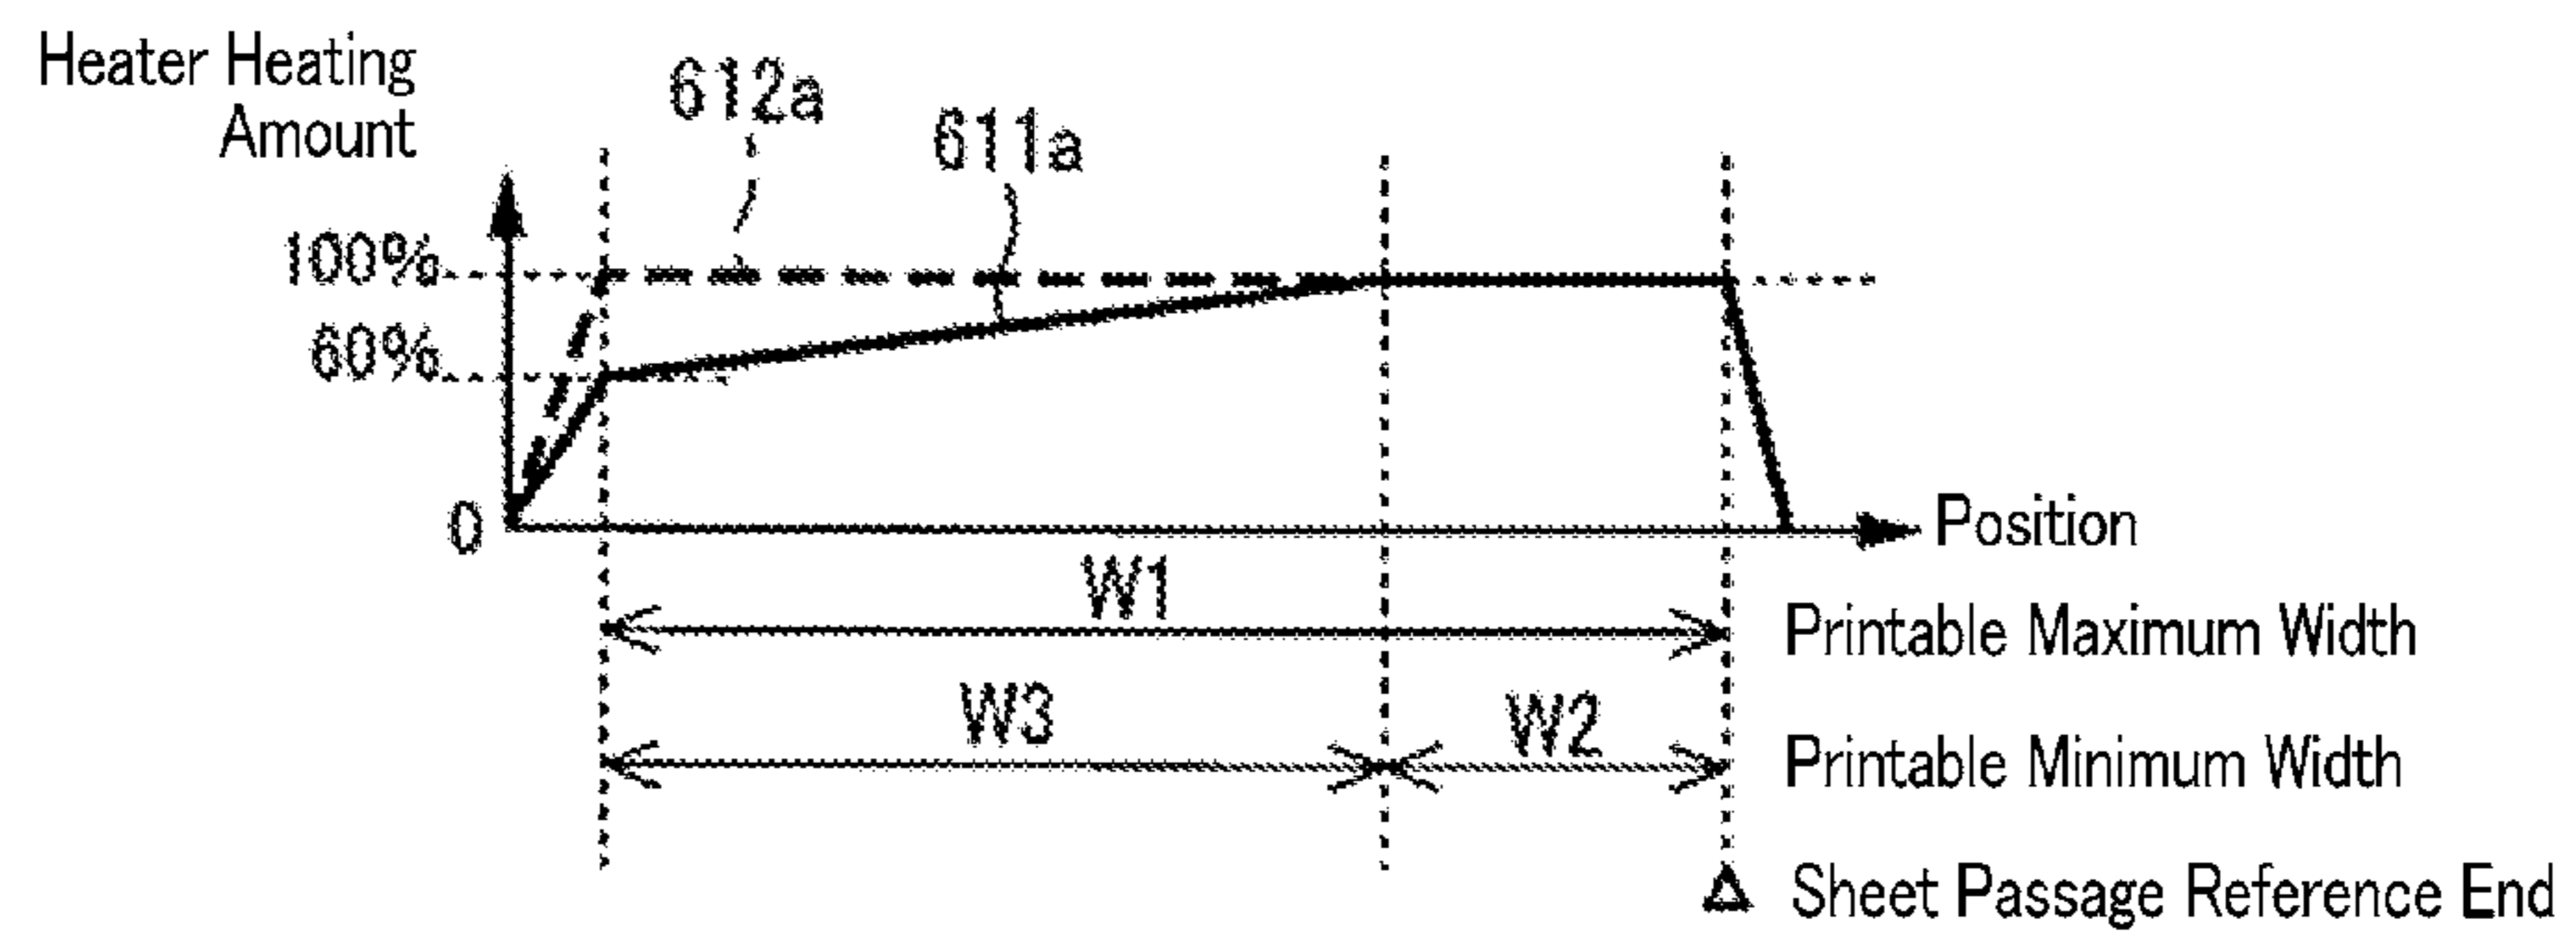 Heater Heating
Amount
612a
611a
100%
60%
0
Position
W1
Printable Maximum Width
W3
W2
Printable Minimum Width
Sheet Passage Reference End